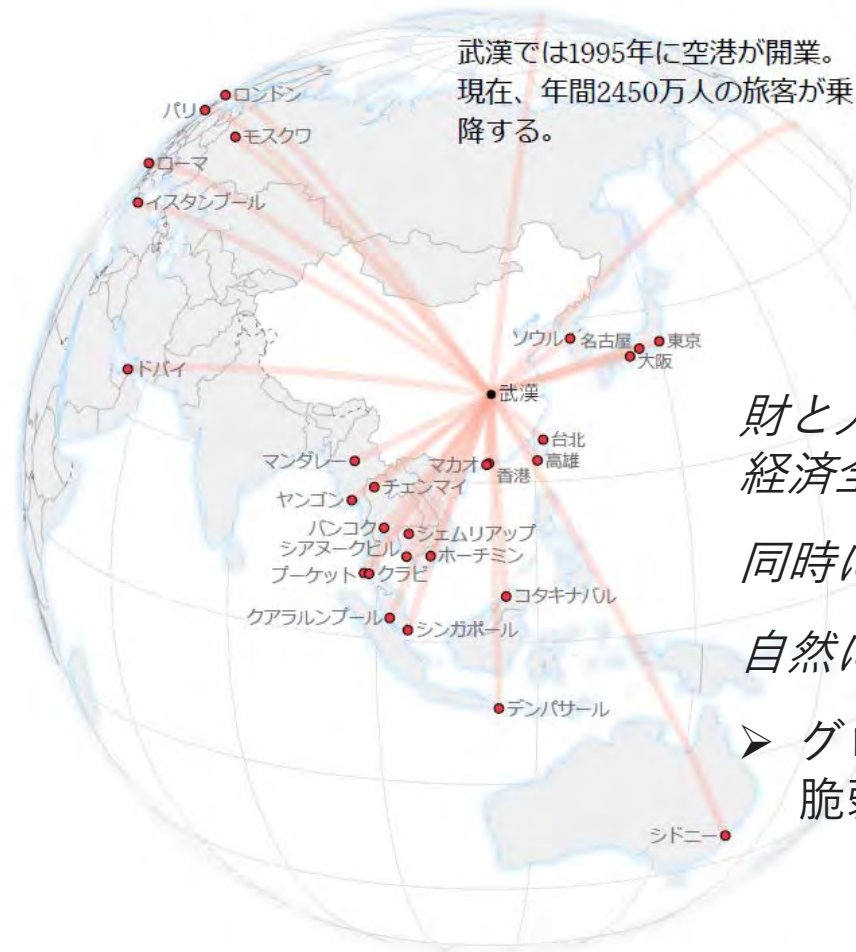 武漢では1995年に空港が開業。
現在、年間2450万人の旅客が乗
降する。
ロンドン
パリ
モスクワ
ローマ
イスタンブール
ソウル
名古屋
東京
大阪
ドバイ
武漢
台北
マンダレー
マカオ
香港
高雄
チェンマイ
ヤンゴン
バンコク
シェムリアップ
シアヌークビル
ホーチミン
プーケット
クラビ
コタキナバル
クアラルンプール
シンガポール
デンパサール
シドニー
財と
経済全
同時に
自然に
➤ グ
脆弱